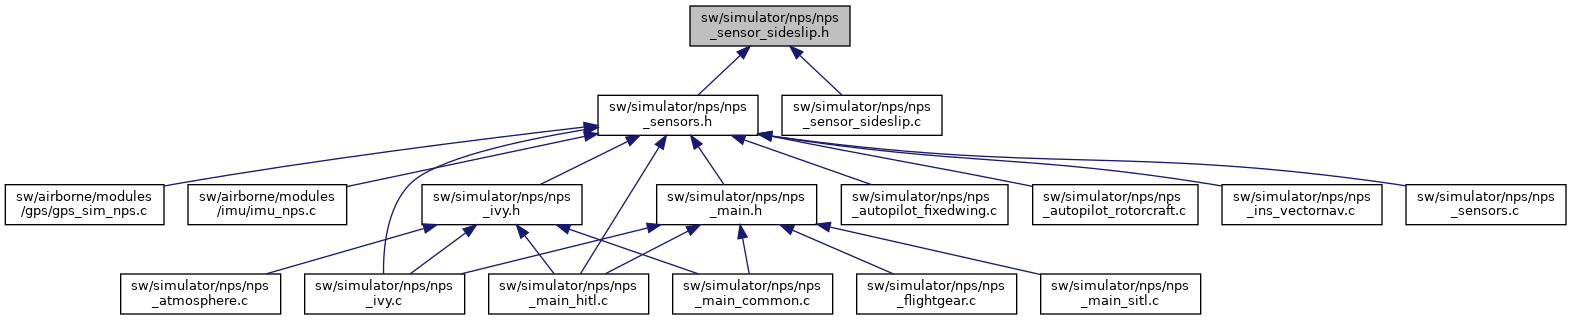 sw/simulator/nps/nps
_sensor_sideslip.h
sw/simulator/nps/nps
_sensors.h
sw/simulator/nps/nps
_sensor_sideslip.c
sw/airborne/modules
/gps/gps_sim_nps.c
sw/airborne/modules
/imu/imu_nps.c
sw/simulator/nps/nps
_ivy.h
sw/simulator/nps/nps
_main.h
sw/simulator/nps/nps
_autopilot_fixedwing.c
sw/simulator/nps/nps
_autopilot_rotorcraft.c
sw/simulator/nps/nps
_ins_vectornav.c
sw/simulator/nps/nps
_sensors.c
sw/simulator/nps/nps
_atmosphere.c
sw/simulator/nps/nps
_ivy.c
sw/simulator/nps/nps
_main_hitl.c
sw/simulator/nps/nps
_main_common.c
sw/simulator/nps/nps
_flightgear.c
sw/simulator/nps/nps
_main_sitl.c